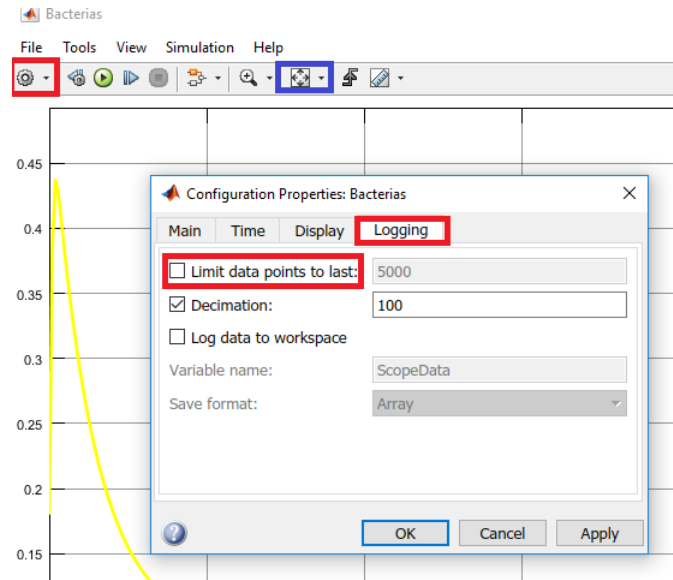 Bacterias
File Tools View Simulation Help
0.45
Configuration Properties: Bacterias
Main Time Display Logging
0.4
Limit data points to last: 5000
0.35
Decimation: 100
Log data to workspace
0.3
Variable name: ScopeData
Save format: Array
0.25
0.2
OK Cancel Apply
0.15